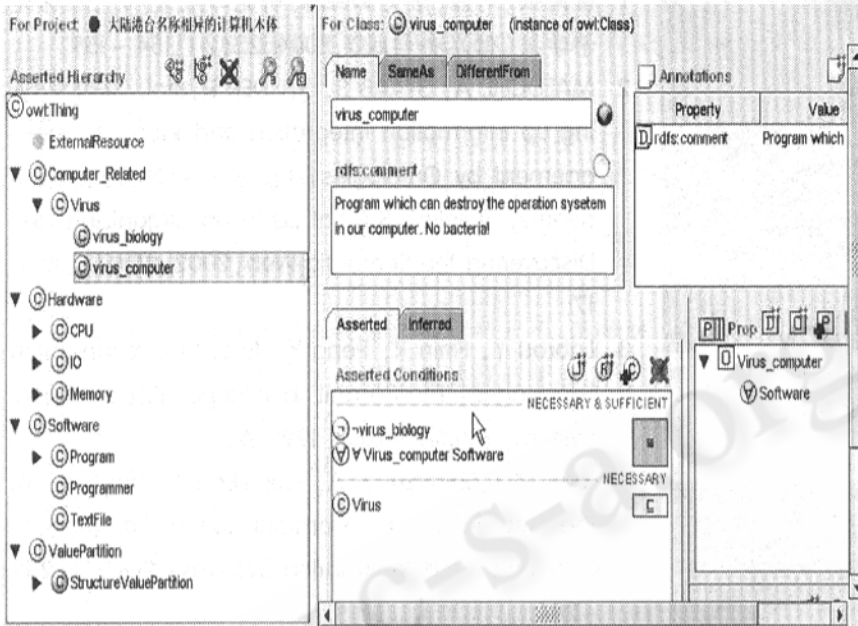 For Project: 大陆港台名称相异的计算机本体
Asserted Hierarchy
owl:Thing
ExternalResource
Computer_Related
Virus
virus_biology
virus_computer
Hardware
CPU
IO
Memory
Software
Program
Programmer
TextFile
ValuePartition
StructureValuePartition
For Class: virus_computer (instance of owl:Class)
Name SameAs DifferentFrom
virus_computer
rdfs:comment
Program which can destroy the operation sysetem
in our computer. No bacteria!
Annotations
Property Value
rdfs:comment Program which
Asserted Inferred
Asserted Conditions
NECESSARY & SUFFICIENT
¬virus_biology
∀ Virus_computer Software
NECESSARY
Virus
Prop
Virus_computer
Software
c-s-a.org